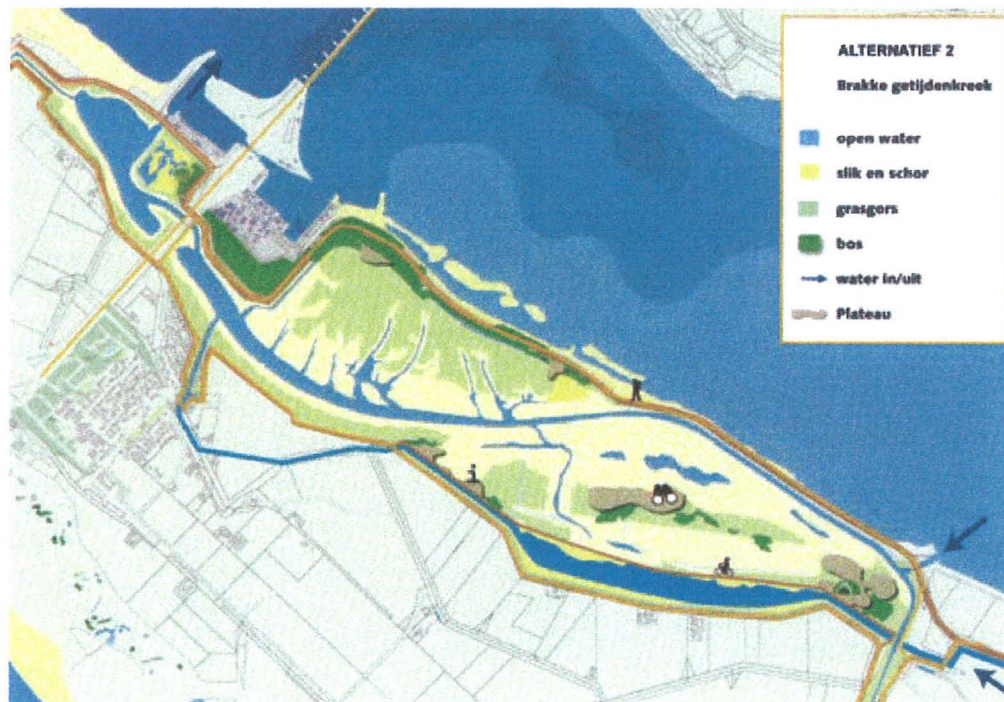 ALTERNATIEF 2
Brakke getijdenkreek
open water
slik en schor
grasgors
bos
water in/uit
Plateau
i